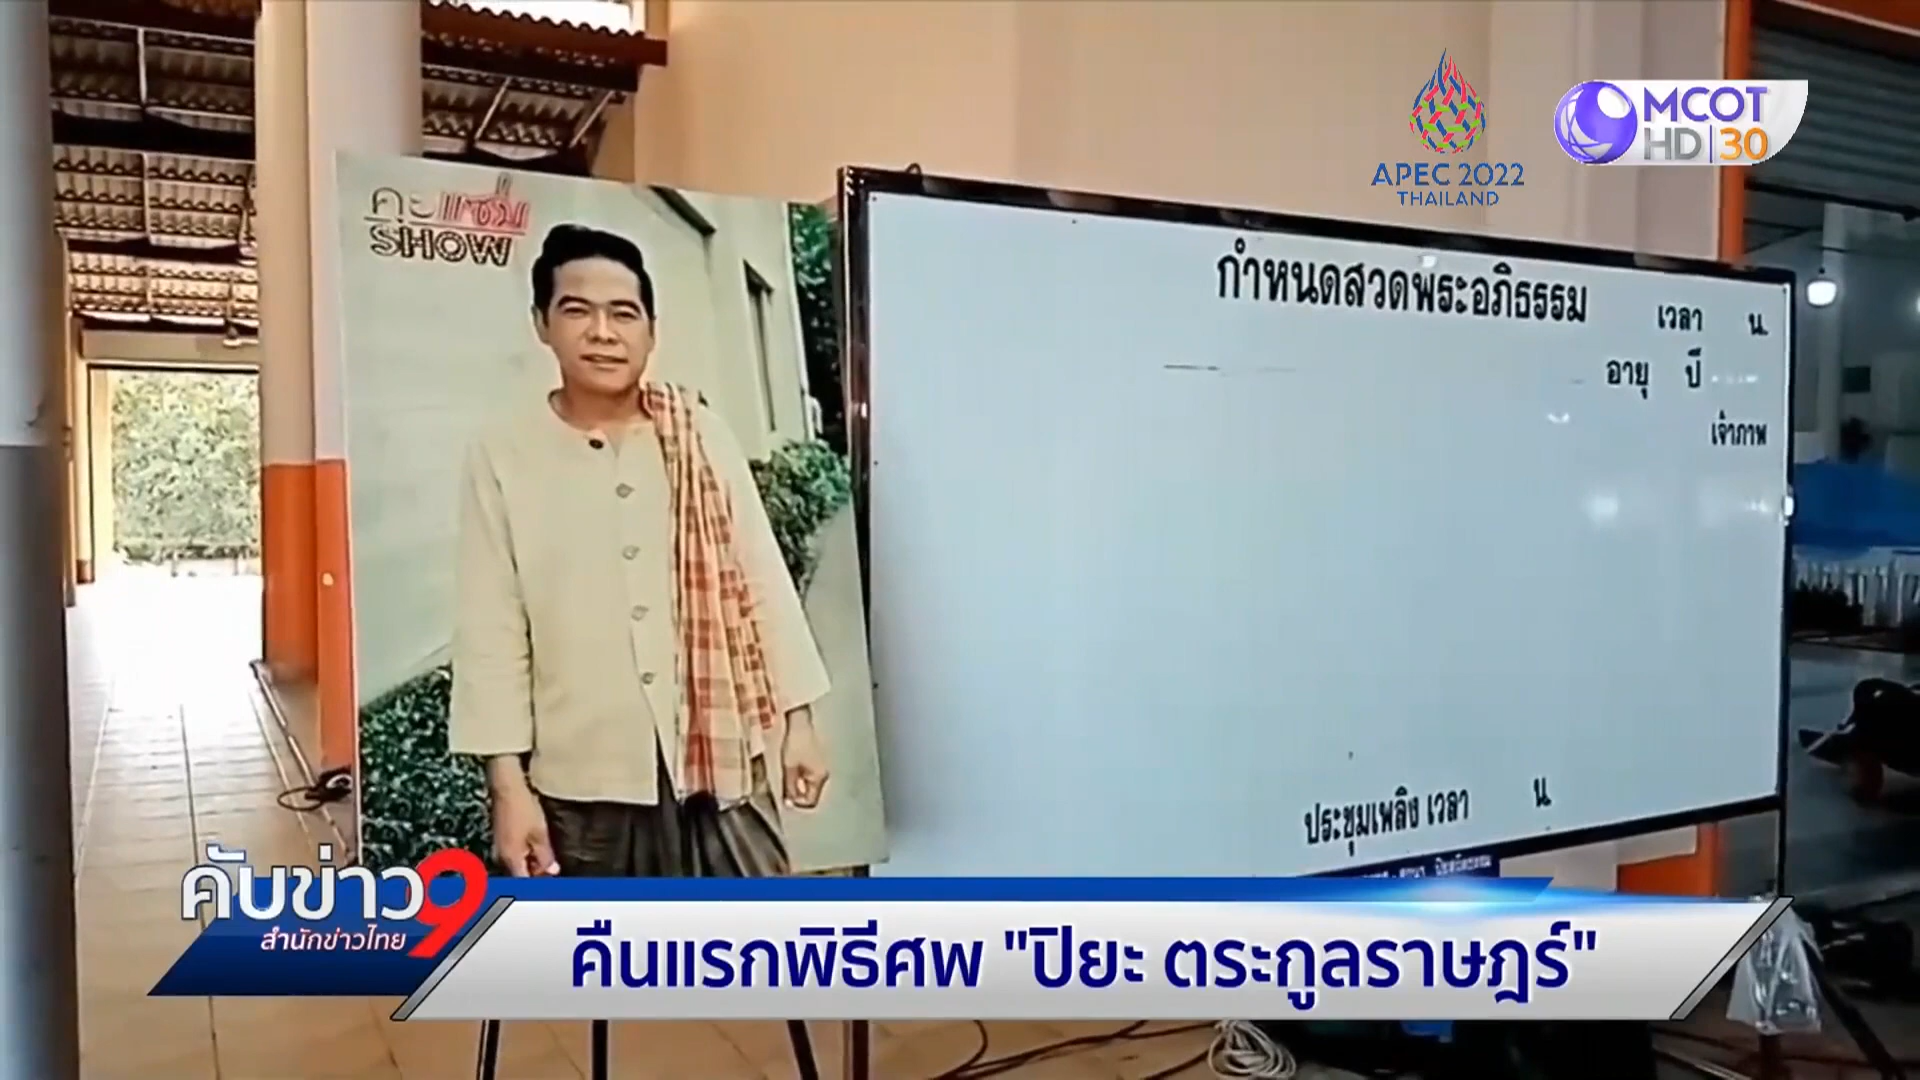 คุยแซ่บ
SHOW
APEC 2022
THAILAND
MCOT
HD 30
กำหนดสวดพระอภิธรรม
เวลา น.
อายุ ปี
เจ้าภาพ
ประชุมเพลิง เวลา น.
คับข่าว9
สำนักข่าวไทย
คืนแรกพิธีศพ "ปิยะ ตระกูลราษฎร์"